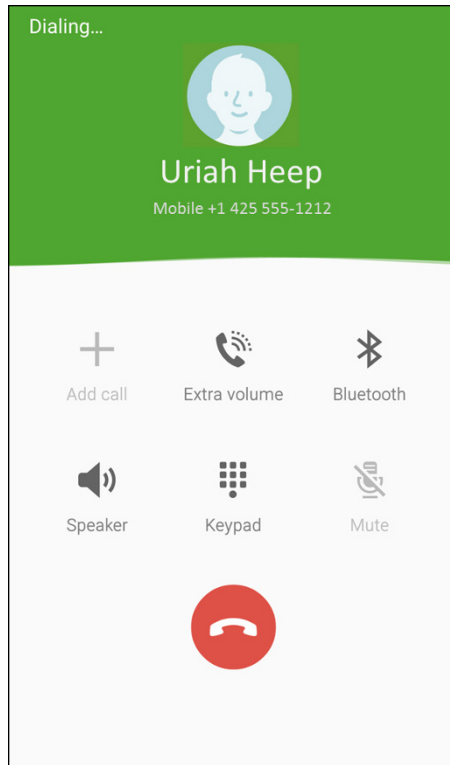 Dialing...
Uriah Heep
Mobile +1 425 555-1212
Add call Extra volume Bluetooth
Speaker Keypad Mute